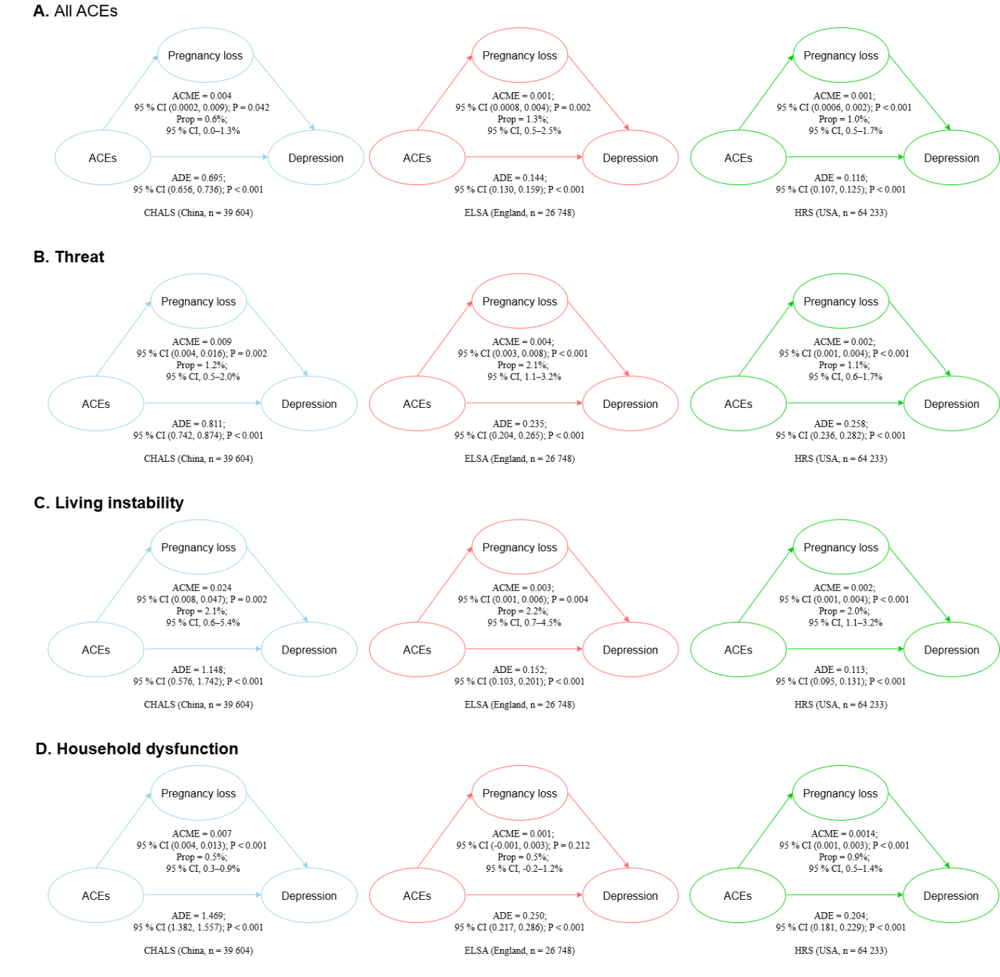 A. All ACEs
Pregnancy loss
ACME = 0.004
95 % CI (0.0002, 0.009); P = 0.042
Prop = 0.6%;
95 % CI, 0.0–1.3%
ACEs
Depression
ADE = 0.695;
95 % CI (0.656, 0.736); P < 0.001
CHALS (China, n = 39 604)
Pregnancy loss
ACME = 0.001;
95 % CI (0.0008, 0.004); P = 0.002
Prop = 1.3%;
95 % CI, 0.5–2.5%
ACEs
Depression
ADE = 0.144;
95 % CI (0.130, 0.159); P < 0.001
ELSA (England, n = 26 748)
Pregnancy loss
ACME = 0.001;
95 % CI (0.0006, 0.002); P < 0.001
Prop = 1.0%;
95 % CI, 0.5–1.7%
ACEs
Depression
ADE = 0.116;
95 % CI (0.107, 0.125); P < 0.001
HRS (USA, n = 64 233)
B. Threat
Pregnancy loss
ACME = 0.009
95 % CI (0.004, 0.016); P = 0.002
Prop = 1.2%;
95 % CI, 0.5–2.0%
ACEs
Depression
ADE = 0.811;
95 % CI (0.742, 0.874); P < 0.001
CHALS (China, n = 39 604)
Pregnancy loss
ACME = 0.004;
95 % CI (0.003, 0.008); P < 0.001
Prop = 2.1%;
95 % CI, 1.1–3.2%
ACEs
Depression
ADE = 0.235;
95 % CI (0.204, 0.265); P < 0.001
ELSA (England, n = 26 748)
Pregnancy loss
ACME = 0.002;
95 % CI (0.001, 0.004); P < 0.001
Prop = 1.1%;
95 % CI, 0.6–1.7%
ACEs
Depression
ADE = 0.258;
95 % CI (0.236, 0.282); P < 0.001
HRS (USA, n = 64 233)
C. Living instability
Pregnancy loss
ACME = 0.024
95 % CI (0.008, 0.047); P = 0.002
Prop = 2.1%;
95 % CI, 0.6–5.4%
ACEs
Depression
ADE = 1.148;
95 % CI (0.576, 1.742); P < 0.001
CHALS (China, n = 39 604)
Pregnancy loss
ACME = 0.003;
95 % CI (0.001, 0.006); P = 0.004
Prop = 2.2%;
95 % CI, 0.7–4.5%
ACEs
Depression
ADE = 0.152;
95 % CI (0.103, 0.201); P < 0.001
ELSA (England, n = 26 748)
Pregnancy loss
ACME = 0.002;
95 % CI (0.001, 0.004); P < 0.001
Prop = 2.0%;
95 % CI, 1.1–3.2%
ACEs
Depression
ADE = 0.113;
95 % CI (0.095, 0.131); P < 0.001
HRS (USA, n = 64 233)
D. Household dysfunction
Pregnancy loss
ACME = 0.007
95 % CI (0.004, 0.013); P < 0.001
Prop = 0.5%;
95 % CI, 0.3–0.9%
ACEs
Depression
ADE = 1.469;
95 % CI (1.382, 1.557); P < 0.001
CHALS (China, n = 39 604)
Pregnancy loss
ACME = 0.001;
95 % CI (-0.001, 0.003); P = 0.212
Prop = 0.5%;
95 % CI, -0.2–1.2%
ACEs
Depression
ADE = 0.250;
95 % CI (0.217, 0.286); P < 0.001
ELSA (England, n = 26 748)
Pregnancy loss
ACME = 0.0014;
95 % CI (0.001, 0.003); P < 0.001
Prop = 0.9%;
95 % CI, 0.5–1.4%
ACEs
Depression
ADE = 0.204;
95 % CI (0.181, 0.229); P < 0.001
HRS (USA, n = 64 233)